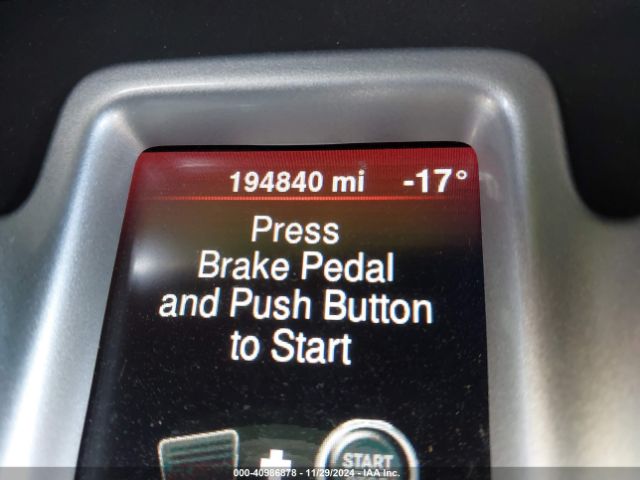 194840 mi -17°
Press
Brake Pedal
and Push Button
to Start
START
000-40986878 - 11/29/2024 - IAA Inc.